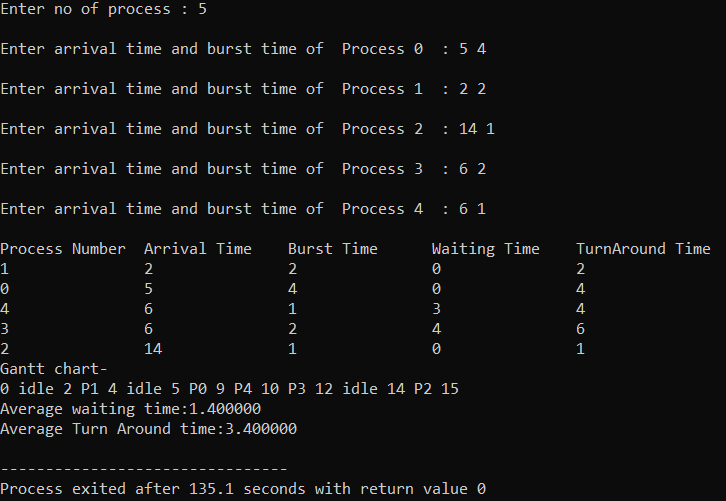 Enter no of process : 5
Enter arrival time and burst time of  Process 0  : 5 4
Enter arrival time and burst time of  Process 1  : 2 2
Enter arrival time and burst time of  Process 2  : 14 1
Enter arrival time and burst time of  Process 3  : 6 2
Enter arrival time and burst time of  Process 4  : 6 1
Process Number  Arrival Time    Burst Time      Waiting Time    TurnAround Time
1               2               2               0               2
0               5               4               0               4
4               6               1               3               4
3               6               2               4               6
2               14              1               0               1
Gantt chart-
0 idle 2 P1 4 idle 5 P0 9 P4 10 P3 12 idle 14 P2 15
Average waiting time:1.400000
Average Turn Around time:3.400000
--------------------------------
Process exited after 135.1 seconds with return value 0